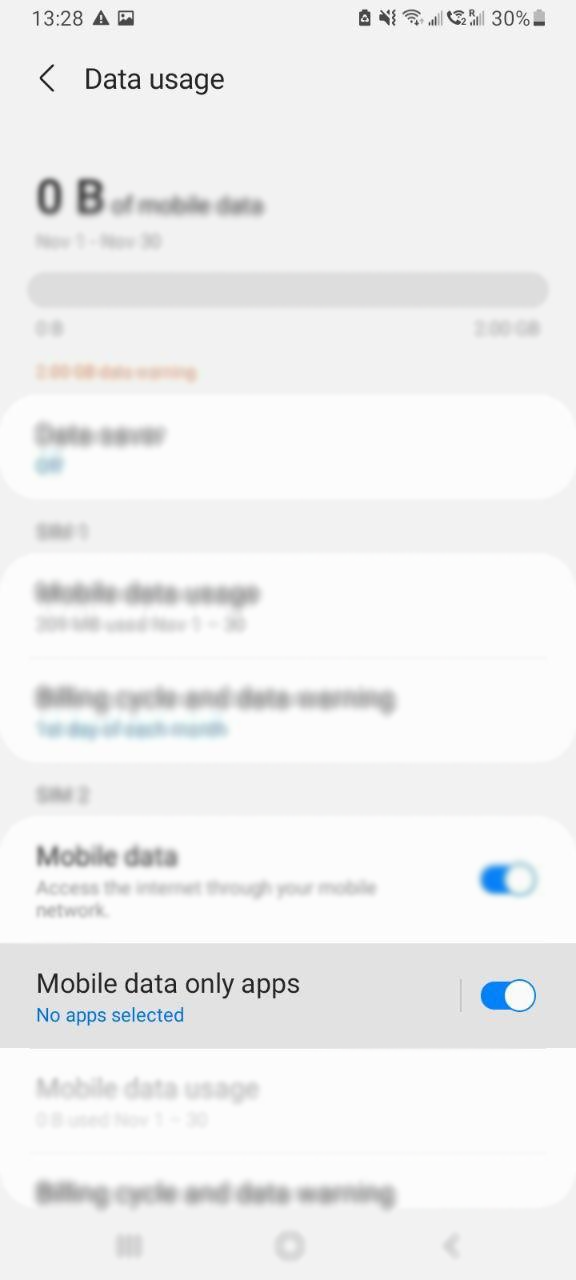 13:28
30%
Data usage
0 B of mobile data
Nov 1 - Nov 30
0 B
2.00 GB
2.00 GB data warning
Data saver
Off
SIM 1
Mobile data usage
209 MB used Nov 1 – 30
Billing cycle and data warning
1st day of each month
SIM 2
Mobile data
Access the internet through your mobile
network.
Mobile data only apps
No apps selected
Mobile data usage
0 B used Nov 1 – 30
Billing cycle and data warning